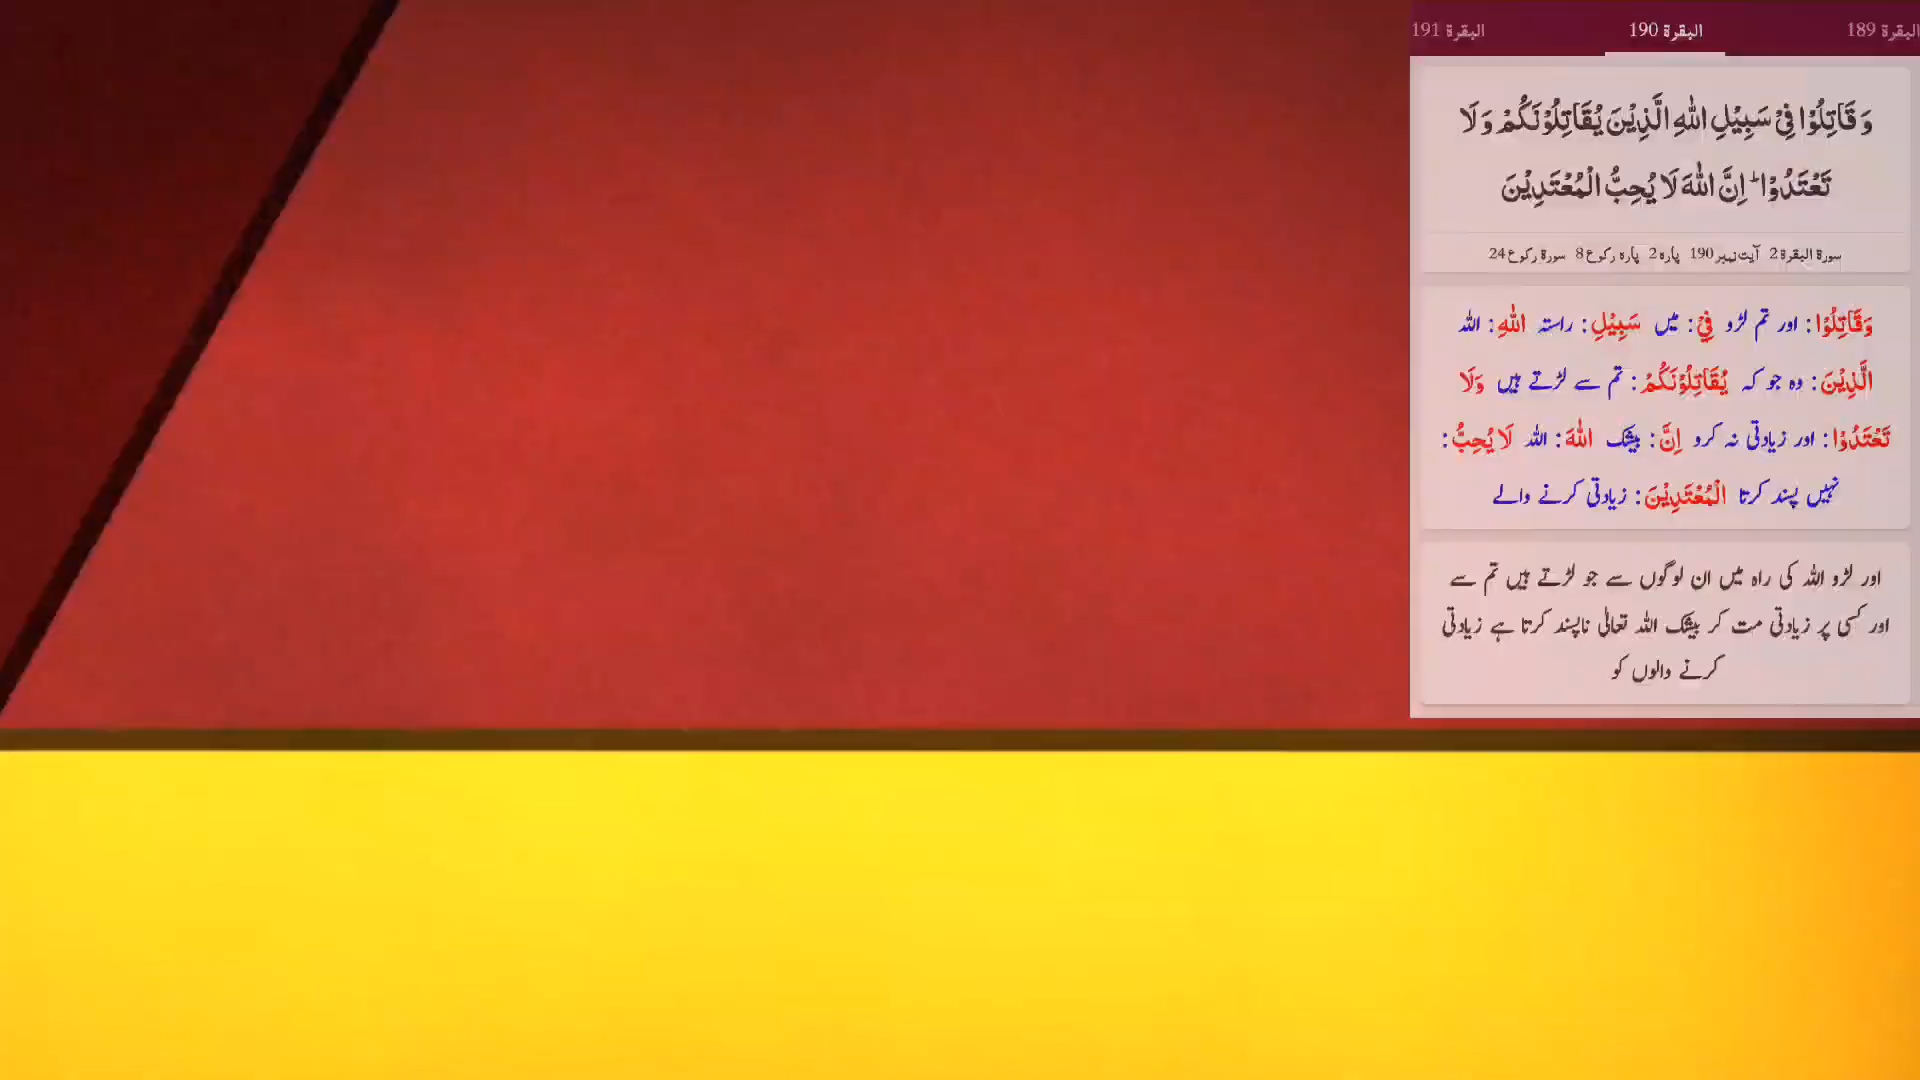 البقرة 189
البقرة 190
البقرة 191
وَ قَاتِلُوْا فِیْ سَبِیْلِ اللّٰهِ الَّذِیْنَ یُقَاتِلُوْنَكُمْ وَ لَا
تَعْتَدُوْا ؕ اِنَّ اللّٰهَ لَا یُحِبُّ الْمُعْتَدِیْنَ
سورة البقرة 2 آیت نمبر 190 پارہ 2 پارہ رکوع 8 سورۃ رکوع 24
وَقَاتِلُوْا : اور تم لڑو فِيْ : میں سَبِيْلِ : راستہ اللّٰهِ : اللہ
الَّذِيْنَ : وہ جو کہ يُقَاتِلُوْنَكُمْ : تم سے لڑتے ہیں وَلَا
تَعْتَدُوْا : اور زیادتی نہ کرو اِنَّ : بیشک اللّٰهَ : اللہ لَا يُحِبُّ :
نہیں پسند کرتا الْمُعْتَدِيْنَ : زیادتی کرنے والے
اور لڑو اللہ کی راہ میں ان لوگوں سے جو لڑتے ہیں تم سے
اور کسی پر زیادتی مت کر بیشک اللہ تعالیٰ ناپسند کرتا ہے زیادتی
کرنے والوں کو